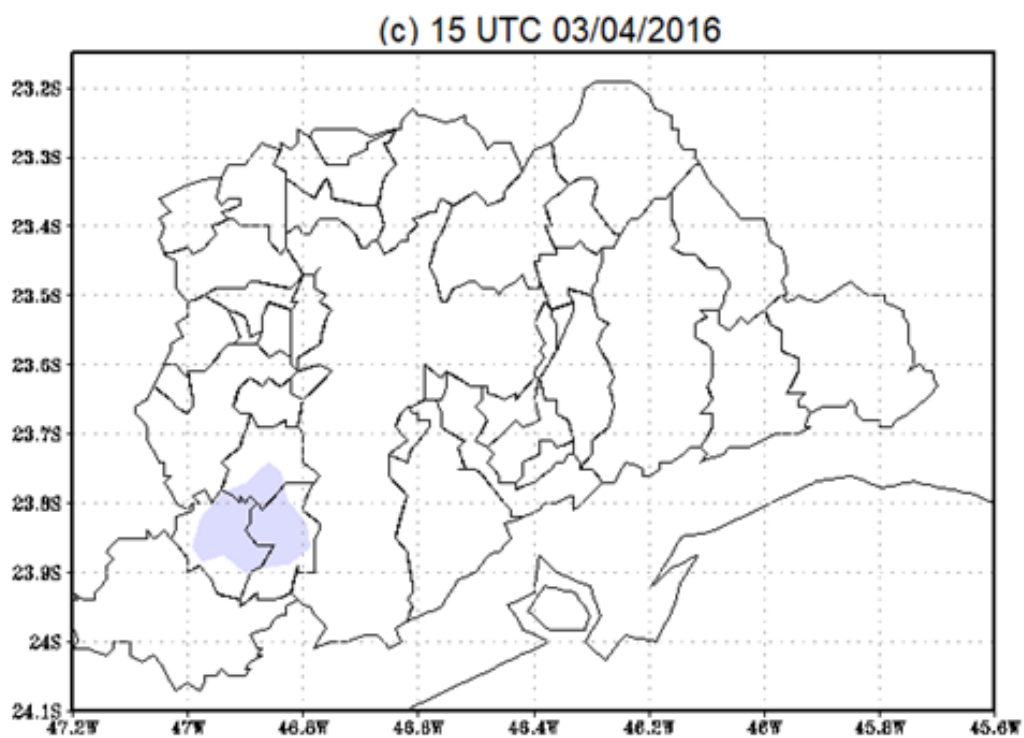 (c) 15 UTC 03/04/2016
23.2S
23.3S
23.4S
23.5S
23.6S
23.7S
23.8S
23.9S
24S
24.1S
47.2W 47W 46.8W 46.6W 46.4W 46.2W 46W 45.8W 45.6W